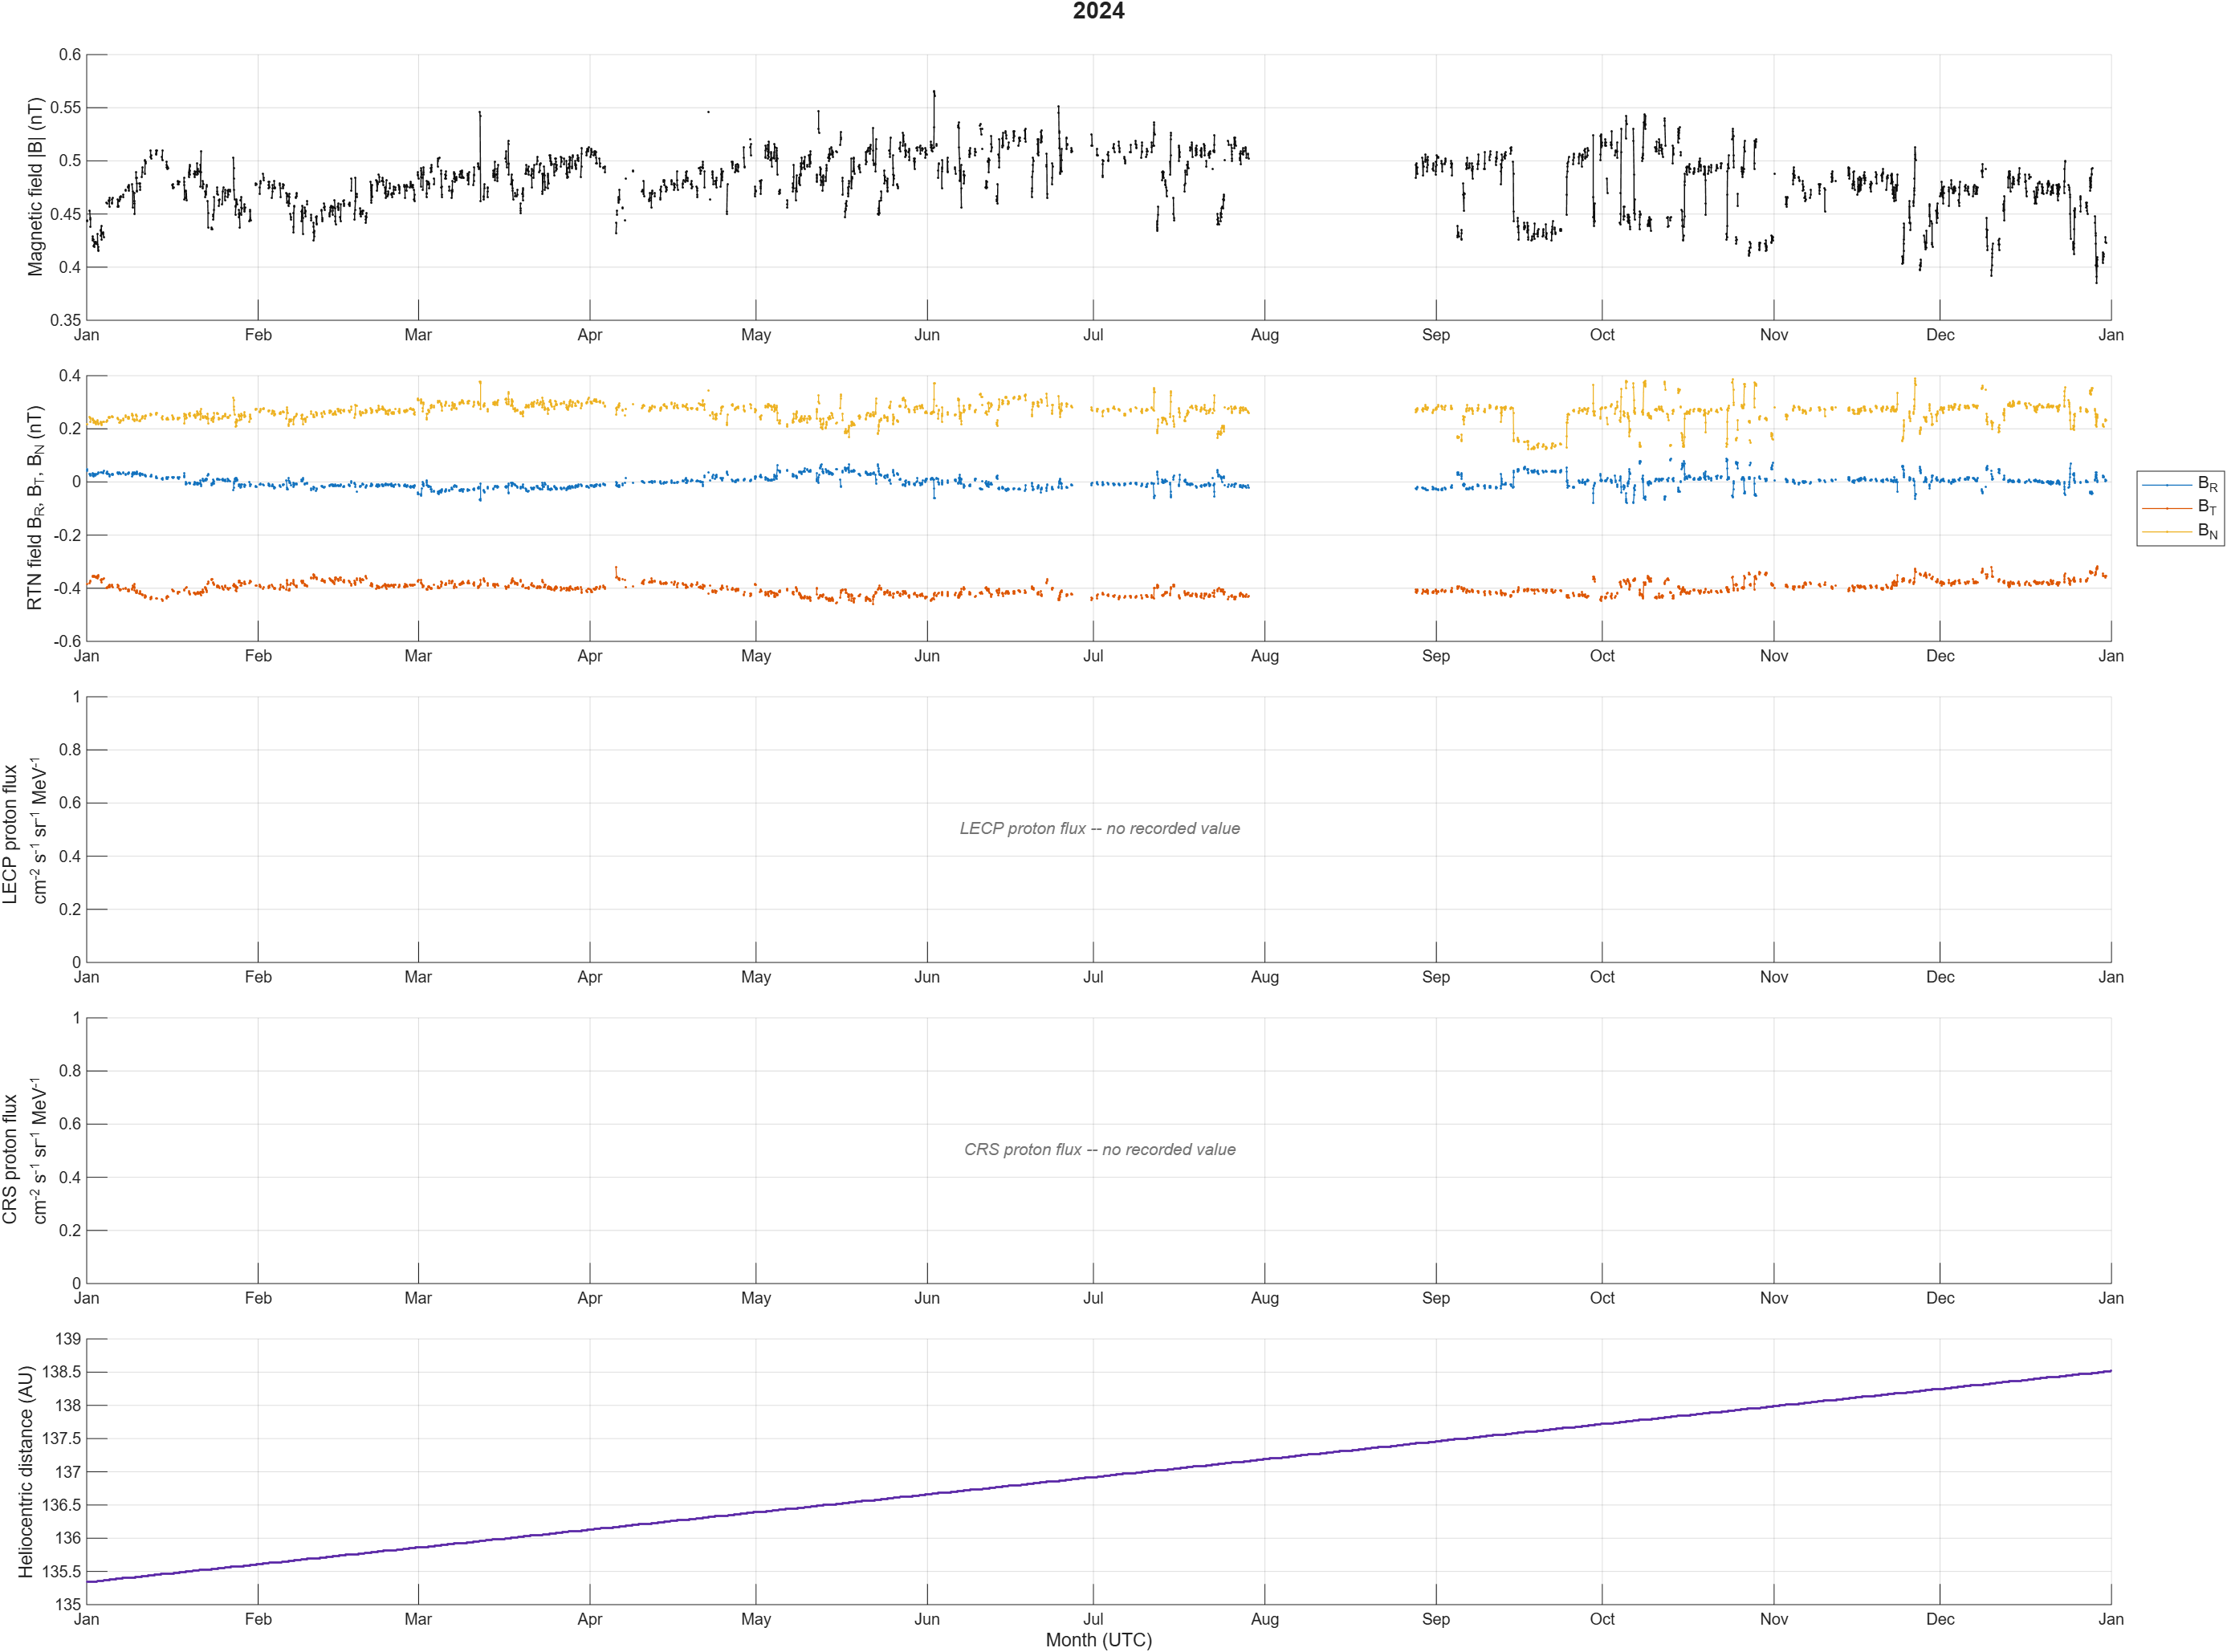 2024
Magnetic field |B| (nT)
0.6
0.55
0.5
0.45
0.4
0.35
Jan Feb Mar Apr May Jun Jul Aug Sep Oct Nov Dec Jan
RTN field B_R, B_T, B_N (nT)
0.4
0.2
0
-0.2
-0.4
-0.6
Jan Feb Mar Apr May Jun Jul Aug Sep Oct Nov Dec Jan
B_R
B_T
B_N
LECP proton flux
cm^-2 s^-1 sr^-1 MeV^-1
1
0.8
0.6
0.4
0.2
0
LECP proton flux -- no recorded value
Jan Feb Mar Apr May Jun Jul Aug Sep Oct Nov Dec Jan
CRS proton flux
cm^-2 s^-1 sr^-1 MeV^-1
1
0.8
0.6
0.4
0.2
0
CRS proton flux -- no recorded value
Jan Feb Mar Apr May Jun Jul Aug Sep Oct Nov Dec Jan
Heliocentric distance (AU)
139
138.5
138
137.5
137
136.5
136
135.5
135
Jan Feb Mar Apr May Jun Jul Aug Sep Oct Nov Dec Jan
Month (UTC)